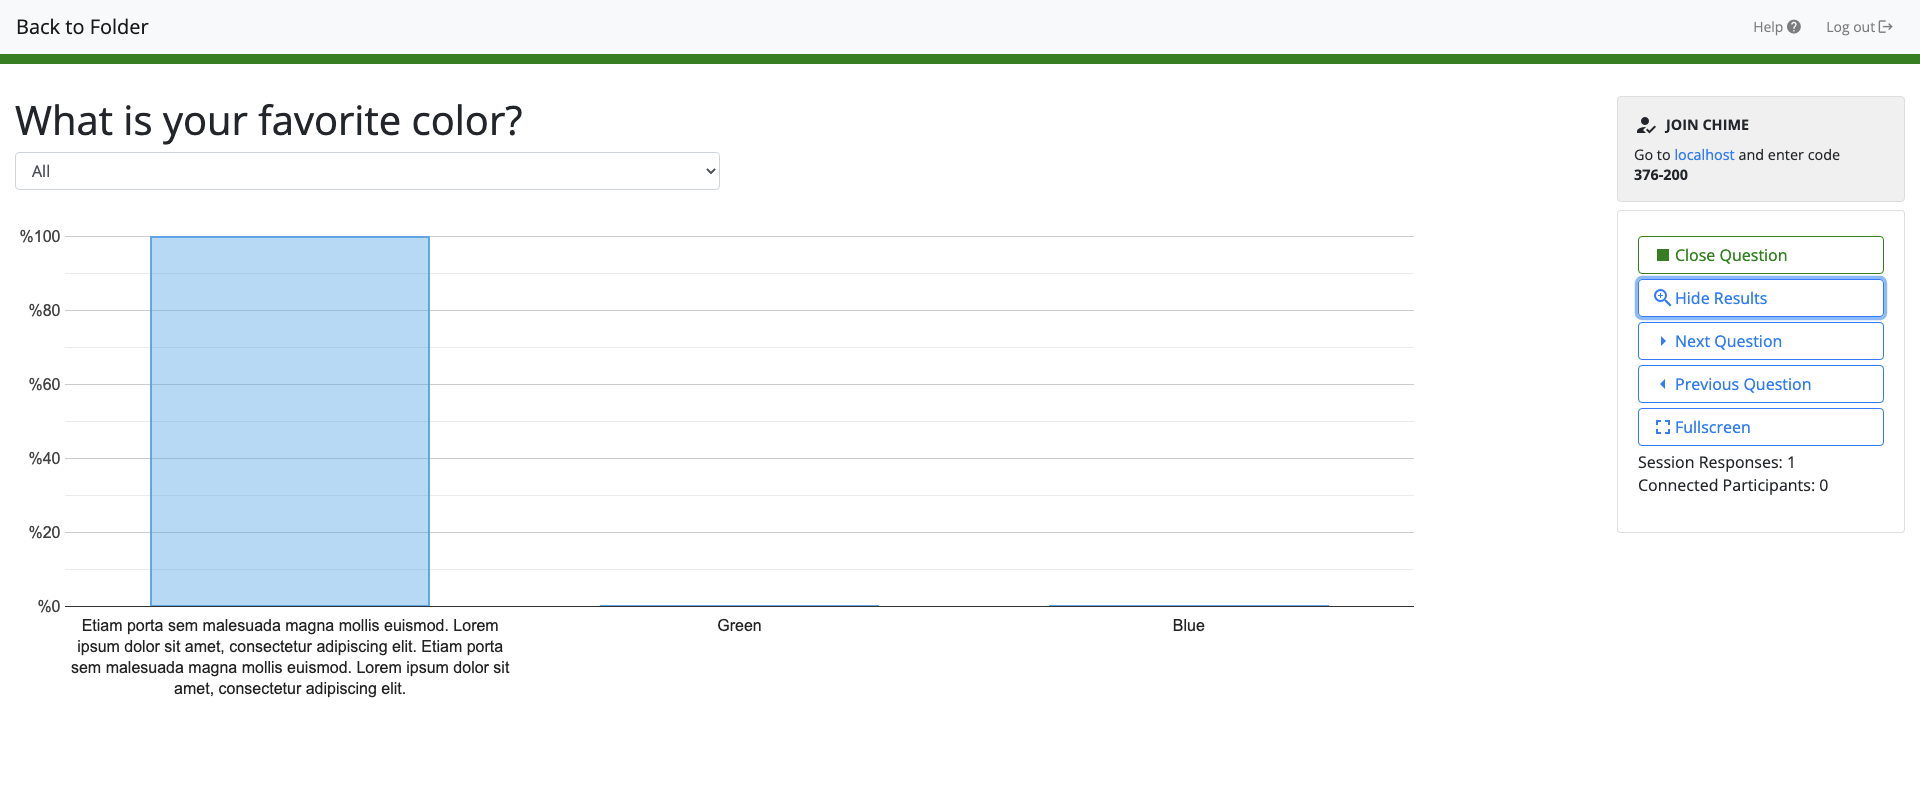 Back to Folder
Help
Log out
What is your favorite color?
All
JOIN CHIME
Go to localhost and enter code
376-200
Close Question
Hide Results
Next Question
Previous Question
Fullscreen
Session Responses: 1
Connected Participants: 0
%100
%80
%60
%40
%20
%0
Etiam porta sem malesuada magna mollis euismod. Lorem
ipsum dolor sit amet, consectetur adipiscing elit. Etiam porta
sem malesuada magna mollis euismod. Lorem ipsum dolor sit
amet, consectetur adipiscing elit.
Green
Blue